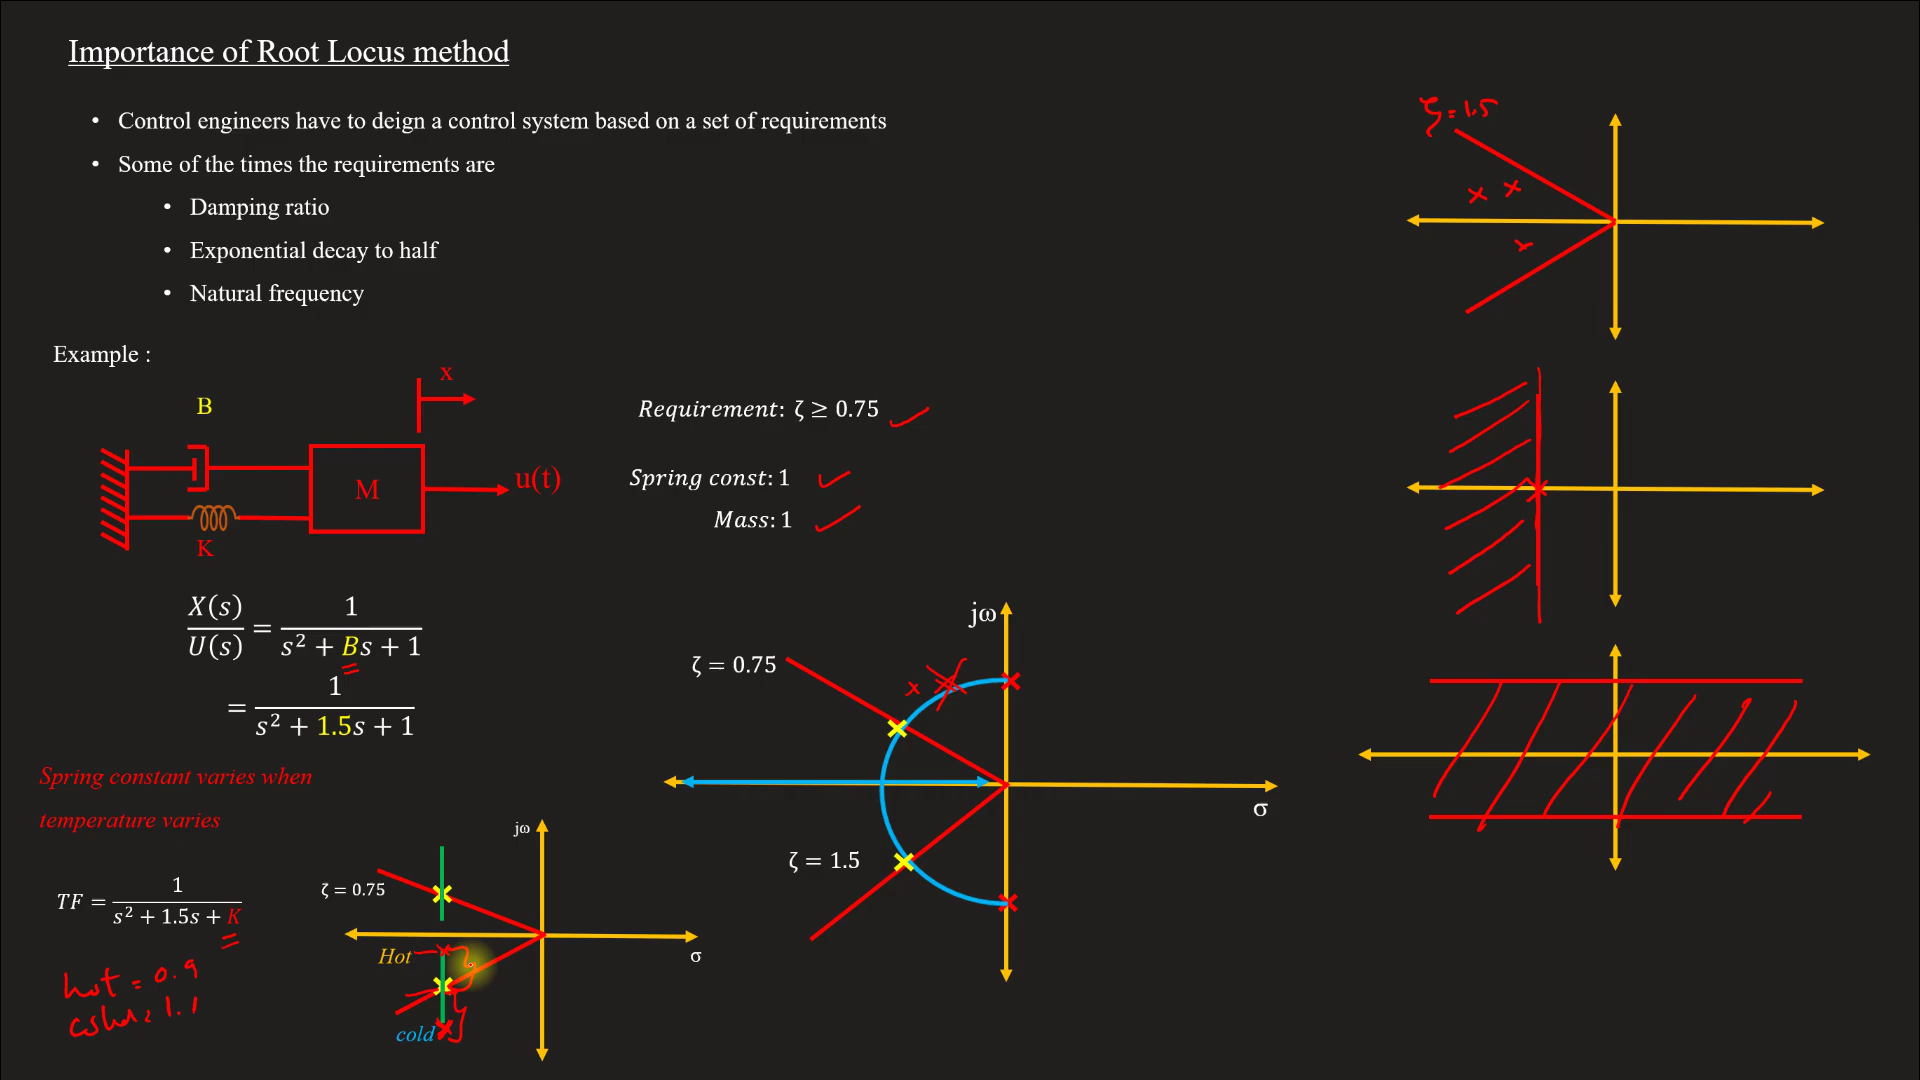 Importance of Root Locus method
• Control engineers have to deign a control system based on a set of requirements
• Some of the times the requirements are
• Damping ratio
• Exponential decay to half
• Natural frequency
Example :
x
B
M
u(t)
K
Requirement: ζ ≥ 0.75
Spring const: 1
Mass: 1
X(s)/U(s) = 1/(s² + Bs + 1)
= 1/(s² + 1.5s + 1)
Spring constant varies when
temperature varies
TF = 1/(s² + 1.5s + K)
hot = 0.9
1.1
jω
ζ = 0.75
σ
Hot
cold
jω
ζ = 0.75
ζ = 1.5
σ
ζ = 1.5